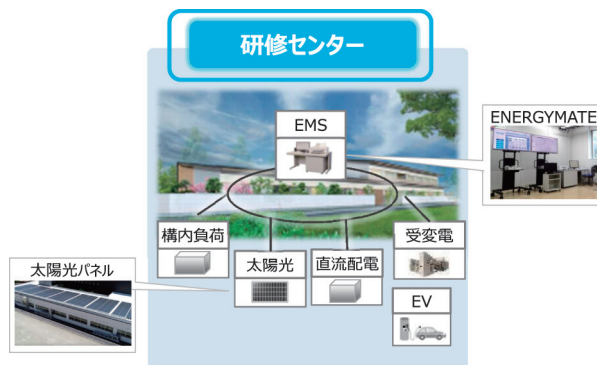 研修センター
EMS
ENERGYMATE
構内負荷
太陽光
直流配電
受変電
太陽光パネル
EV